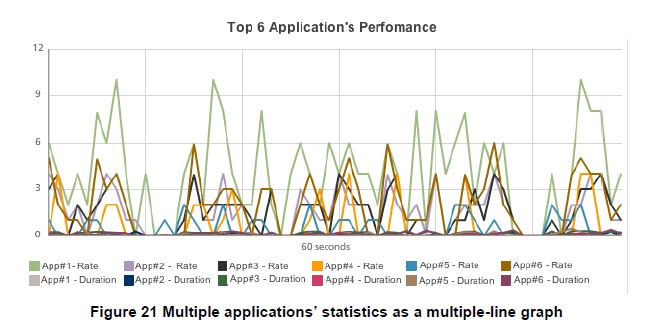 Top 6 Application's Perfomance
12
9
6
3
0
60 seconds
App#1- Rate App#2 - Rate App#3 - Rate App#4 - Rate App#5 - Rate App#6 - Rate
App#1 - Duration App#2 - Duration App#3 - Duration App#4 - Duration App#5 - Duration App#6 - Duration
Figure 21 Multiple applications’ statistics as a multiple-line graph